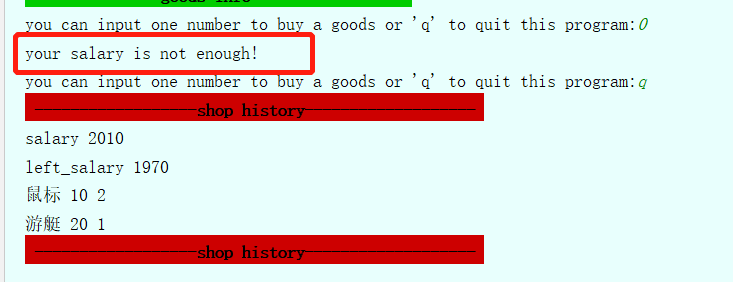 you can input one number to buy a goods or 'q' to quit this program:0
your salary is not enough!
you can input one number to buy a goods or 'q' to quit this program:q
shop history
salary 2010
left_salary 1970
鼠标 10 2
游艇 20 1
shop history